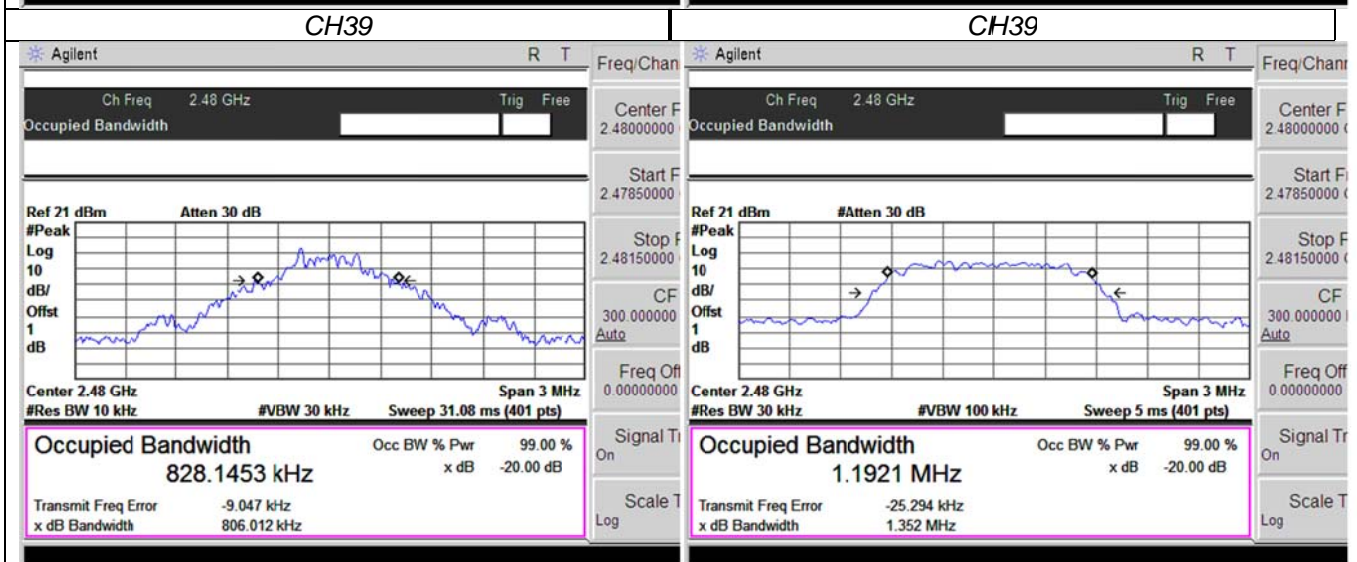 CH39
Agilent R T
Freq/Chan
Ch Freq 2.48 GHz Trig Free
Occupied Bandwidth
Center F
2.48000000
Start F
2.47850000
Ref 21 dBm Atten 30 dB
#Peak
Log
10
dB/
Offst
1
dB
Stop F
2.48150000
CF
300.000000
Auto
Freq Off
0.00000000
Center 2.48 GHz Span 3 MHz
#Res BW 10 kHz #VBW 30 kHz Sweep 31.08 ms (401 pts)
Signal Tr
On
Occupied Bandwidth Occ BW % Pwr 99.00 %
828.1453 kHz x dB -20.00 dB
Transmit Freq Error -9.047 kHz
x dB Bandwidth 806.012 kHz
Scale T
Log
CH39
Agilent R T
Freq/Chann
Ch Freq 2.48 GHz Trig Free
Occupied Bandwidth
Center F
2.48000000
Start Fr
2.47850000
Ref 21 dBm #Atten 30 dB
#Peak
Log
10
dB/
Offst
1
dB
Stop F
2.48150000
CF
300.000000
Auto
Freq Off
0.00000000
Center 2.48 GHz Span 3 MHz
#Res BW 30 kHz #VBW 100 kHz Sweep 5 ms (401 pts)
Signal Tr
On
Occupied Bandwidth Occ BW % Pwr 99.00 %
1.1921 MHz x dB -20.00 dB
Transmit Freq Error -25.294 kHz
x dB Bandwidth 1.352 MHz
Scale T
Log